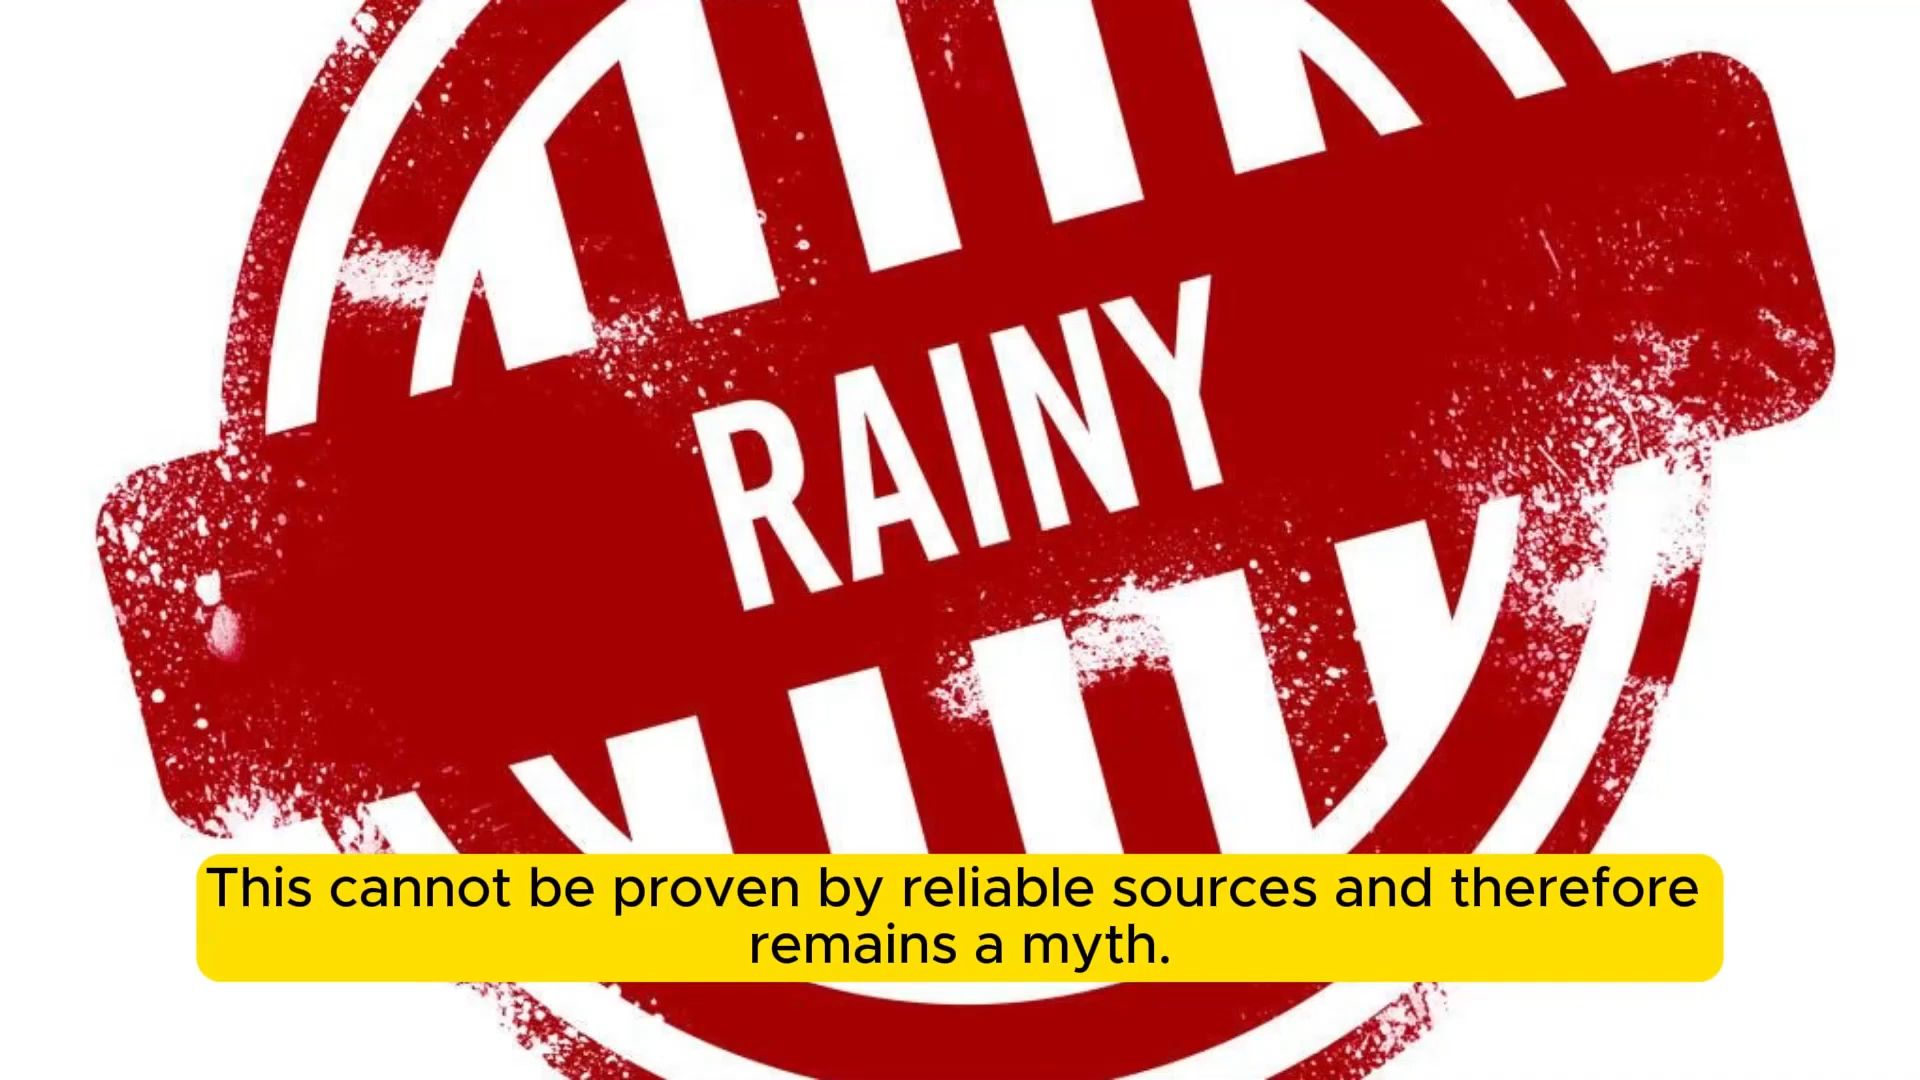 RAINY
This cannot be proven by reliable sources and therefore
remains a myth.